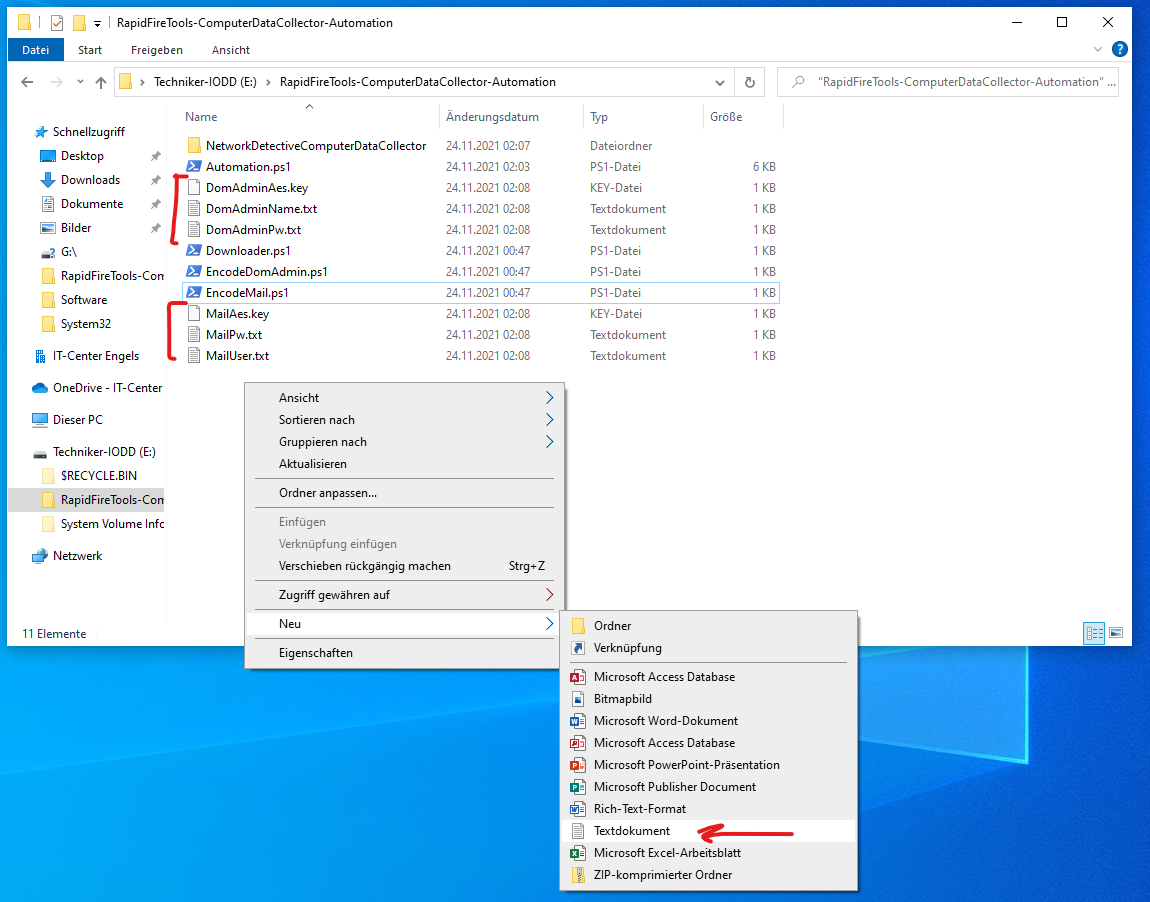 RapidFireTools-ComputerDataCollector-Automation
Datei Start Freigeben Ansicht
Techniker-IODD (E:) RapidFireTools-ComputerDataCollector-Automation "RapidFireTools-ComputerDataCollector-Automation" ...
Name Änderungsdatum Typ Größe
Schnellzugriff
Desktop
Downloads
Dokumente
Bilder
G:\
RapidFireTools-Com
Software
System32
IT-Center Engels
OneDrive - IT-Center
Dieser PC
Techniker-IODD (E:)
$RECYCLE.BIN
RapidFireTools-Com
System Volume Info
Netzwerk
NetworkDetectiveComputerDataCollector 24.11.2021 02:07 Dateiordner
Automation.ps1 24.11.2021 02:03 PS1-Datei 6 KB
DomAdminAes.key 24.11.2021 02:08 KEY-Datei 1 KB
DomAdminName.txt 24.11.2021 02:08 Textdokument 1 KB
DomAdminPw.txt 24.11.2021 02:08 Textdokument 1 KB
Downloader.ps1 24.11.2021 00:47 PS1-Datei 1 KB
EncodeDomAdmin.ps1 24.11.2021 00:47 PS1-Datei 1 KB
EncodeMail.ps1 24.11.2021 00:47 PS1-Datei 1 KB
MailAes.key 24.11.2021 02:08 KEY-Datei 1 KB
MailPw.txt 24.11.2021 02:08 Textdokument 1 KB
MailUser.txt 24.11.2021 02:08 Textdokument 1 KB
Ansicht
Sortieren nach
Gruppieren nach
Aktualisieren
Ordner anpassen...
Einfügen
Verknüpfung einfügen
Verschieben rückgängig machen Strg+Z
Zugriff gewähren auf
Neu
Eigenschaften
11 Elemente
Ordner
Verknüpfung
Microsoft Access Database
Bitmapbild
Microsoft Word-Dokument
Microsoft Access Database
Microsoft PowerPoint-Präsentation
Microsoft Publisher Document
Rich-Text-Format
Textdokument
Microsoft Excel-Arbeitsblatt
ZIP-komprimierter Ordner